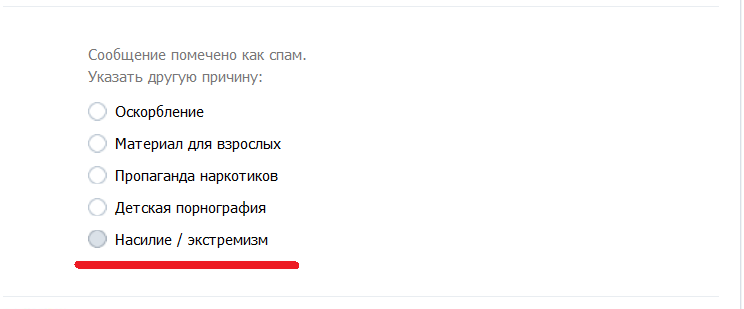 Сообщение помечено как спам.
Указать другую причину:
Оскорбление
Материал для взрослых
Пропаганда наркотиков
Детская порнография
Насилие / экстремизм